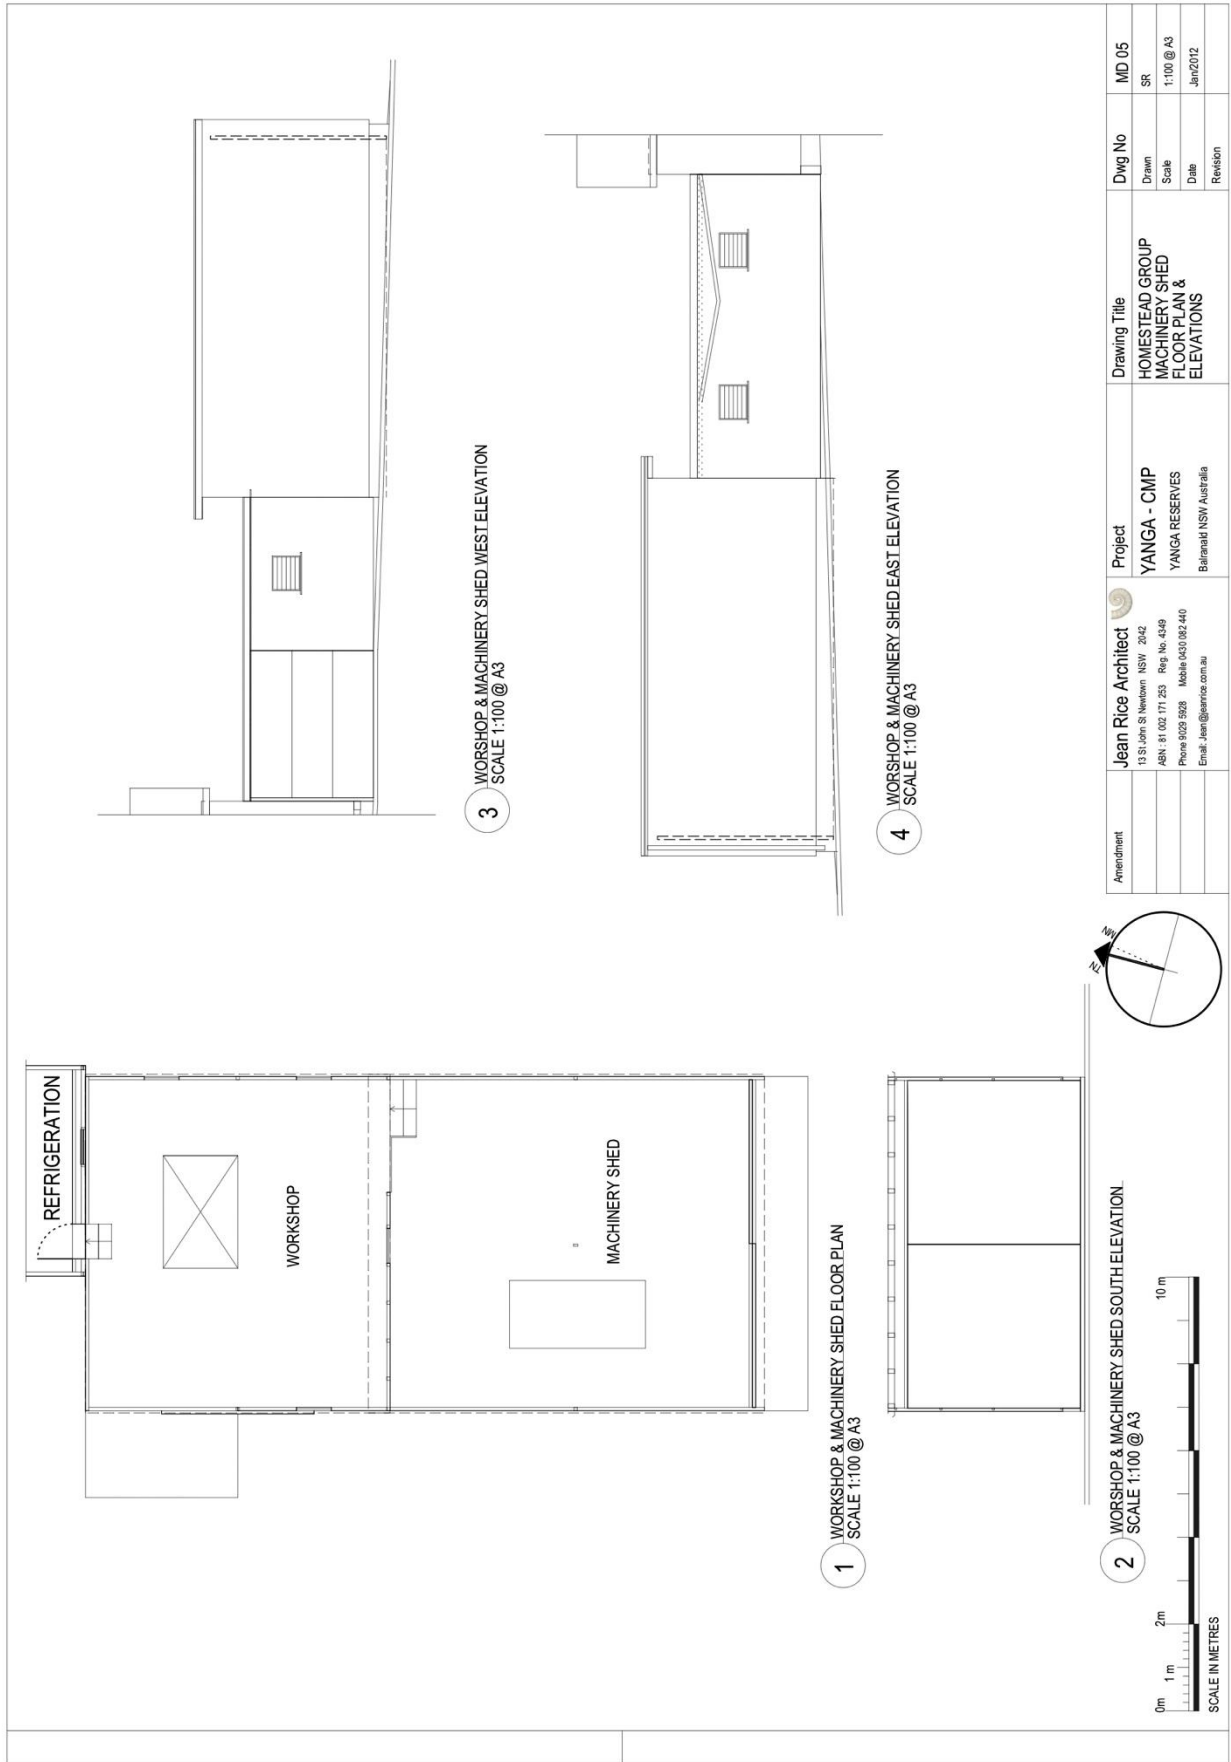 REFRIGERATION
WORKSHOP
MACHINERY SHED
1
WORKSHOP & MACHINERY SHED FLOOR PLAN
SCALE 1:100 @ A3
2
WORSHOP & MACHINERY SHED SOUTH ELEVATION
SCALE 1:100 @ A3
0m
1 m
2m
10 m
SCALE IN METRES
3
WORSHOP & MACHINERY SHED WEST ELEVATION
SCALE 1:100 @ A3
4
WORSHOP & MACHINERY SHED EAST ELEVATION
SCALE 1:100 @ A3
TN
MN
Amendment
Jean Rice Architect
13 St John St Newtown NSW 2042
ABN : 81 002 171 253 Reg. No. 4349
Phone 9029 5928 Mobile 0430 082 440
Email: Jean@jeanrice.com.au
Project
YANGA - CMP
YANGA RESERVES
Balranald NSW Australia
Drawing Title
HOMESTEAD GROUP
MACHINERY SHED
FLOOR PLAN &
ELEVATIONS
Dwg No MD 05
Drawn SR
Scale 1:100 @ A3
Date Jan/2012
Revision